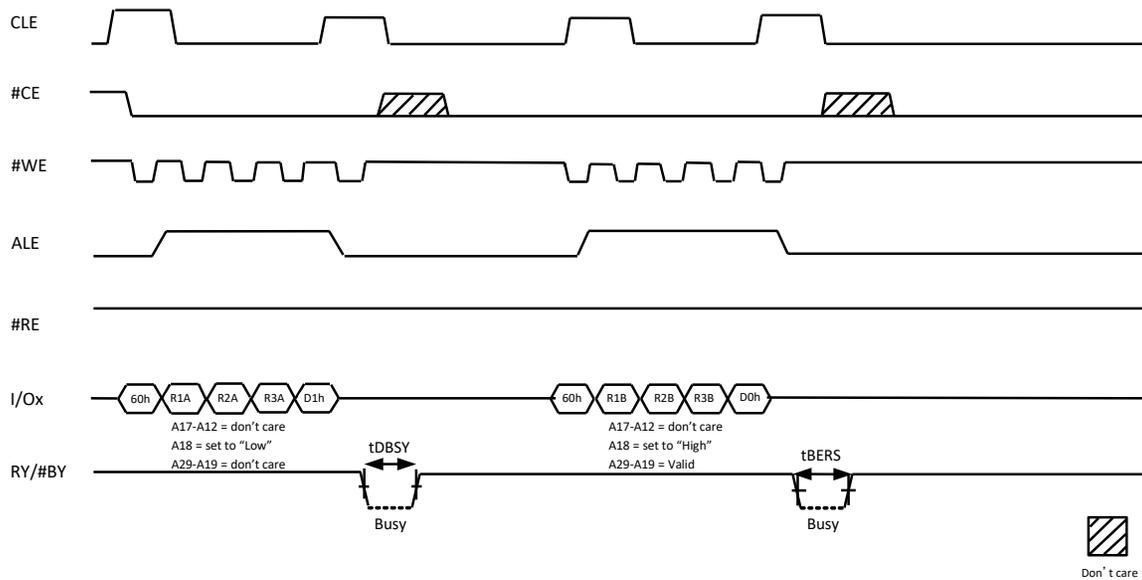 CLE
#CE
#WE
ALE
#RE
I/Ox
60h R1A R2A R3A D1h 60h R1B R2B R3B D0h
A17-A12 = don't care
A18 = set to “Low”
A29-A19 = don't care
A17-A12 = don't care
A18 = set to “High”
A29-A19 = Valid
RY/#BY
tDBSY
Busy
tBERS
Busy
Don' t care